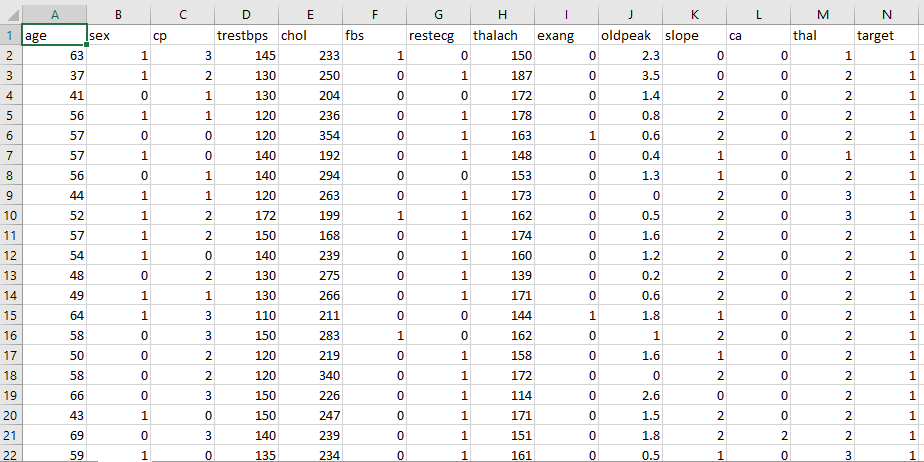 A B C D E F G H I J K L M N
1 age sex cp trestbps chol fbs restecg thalach exang oldpeak slope ca thal target
2 63 1 3 145 233 1 0 150 0 2.3 0 0 1 1
3 37 1 2 130 250 0 1 187 0 3.5 0 0 2 1
4 41 0 1 130 204 0 0 172 0 1.4 2 0 2 1
5 56 1 1 120 236 0 1 178 0 0.8 2 0 2 1
6 57 0 0 120 354 0 1 163 1 0.6 2 0 2 1
7 57 1 0 140 192 0 1 148 0 0.4 1 0 1 1
8 56 0 1 140 294 0 0 153 0 1.3 1 0 2 1
9 44 1 1 120 263 0 1 173 0 0 2 0 3 1
10 52 1 2 172 199 1 1 162 0 0.5 2 0 3 1
11 57 1 2 150 168 0 1 174 0 1.6 2 0 2 1
12 54 1 0 140 239 0 1 160 0 1.2 2 0 2 1
13 48 0 2 130 275 0 1 139 0 0.2 2 0 2 1
14 49 1 1 130 266 0 1 171 0 0.6 2 0 2 1
15 64 1 3 110 211 0 0 144 1 1.8 1 0 2 1
16 58 0 3 150 283 1 0 162 0 1 2 0 2 1
17 50 0 2 120 219 0 1 158 0 1.6 1 0 2 1
18 58 0 2 120 340 0 1 172 0 0 2 0 2 1
19 66 0 3 150 226 0 1 114 0 2.6 0 0 2 1
20 43 1 0 150 247 0 1 171 0 1.5 2 0 2 1
21 69 0 3 140 239 0 1 151 0 1.8 2 2 2 1
22 59 1 0 135 234 0 1 161 0 0.5 1 0 3 1